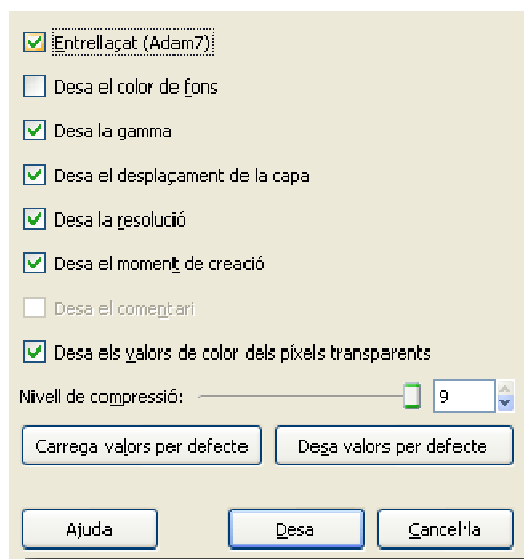 Entrellaçat (Adam7)
Desa el color de fons
Desa la gamma
Desa el desplaçament de la capa
Desa la resolució
Desa el moment de creació
Desa el comentari
Desa els valors de color dels píxels transparents
Nivell de compressió: 9
Carrega valors per defecte Desa valors per defecte
Ajuda Desa Cancel·la